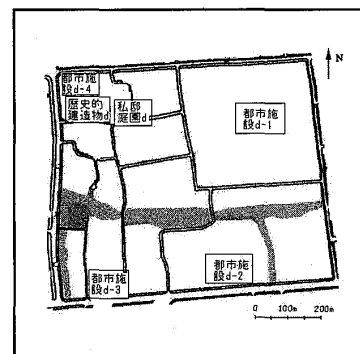 N
都市施
設d-4
歴史的
建造物d
私邸
庭園d
都市施
設d-1
都市施
設d-3
都市施
設d-2
0 100m 200m